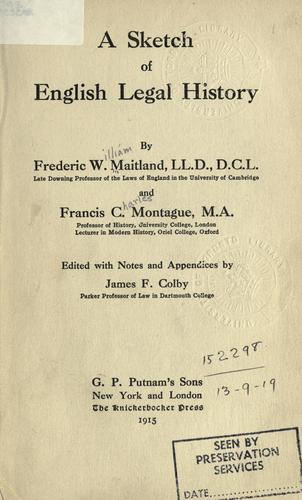 A Sketch
of
English Legal History
By
Frederic W. illiam Maitland, LL.D., D.C.L.
Late Downing Professor of the Laws of England in the University of Cambridge
and
Francis C. harles Montague, M.A.
Professor of History, University College, London
Lecturer in Modern History, Oriel College, Oxford
Edited with Notes and Appendices by
James F. Colby
Parker Professor of Law in Dartmouth College
152298
13-9-19
G. P. Putnam's Sons
New York and London
The Knickerbocker Press
1915
SEEN BY
PRESERVATION
SERVICES
DATE